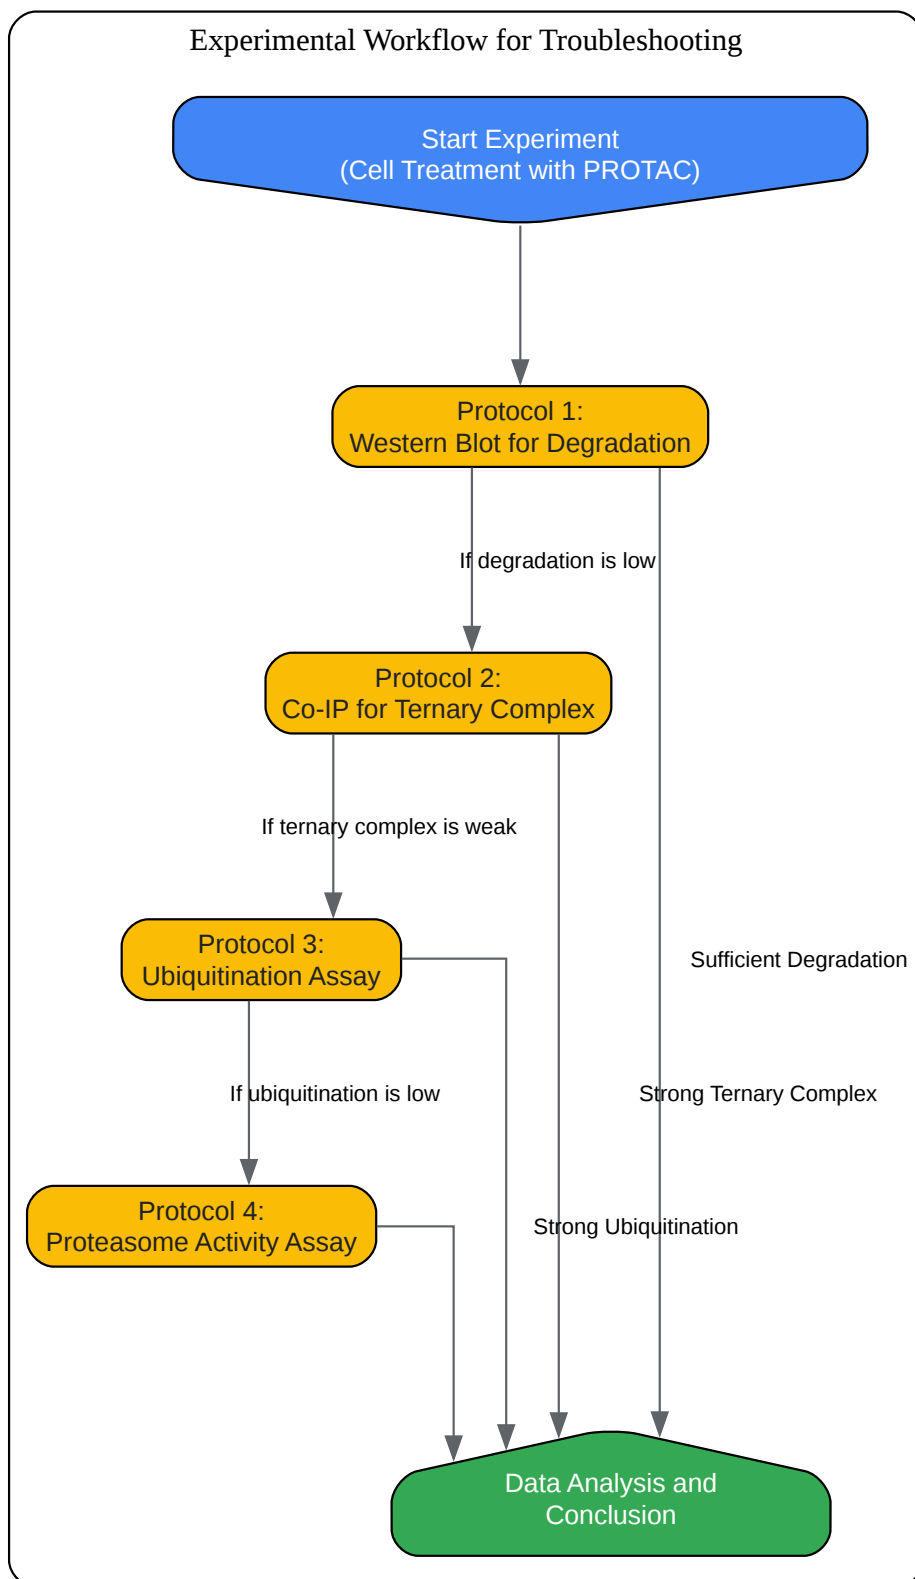 Experimental Workflow for Troubleshooting
Start Experiment
(Cell Treatment with PROTAC)
Protocol 1:
Western Blot for Degradation
If degradation is low
Protocol 2:
Co-IP for Ternary Complex
If ternary complex is weak
Protocol 3:
Ubiquitination Assay
Sufficient Degradation
If ubiquitination is low
Strong Ternary Complex
Protocol 4:
Proteasome Activity Assay
Strong Ubiquitination
Data Analysis and
Conclusion